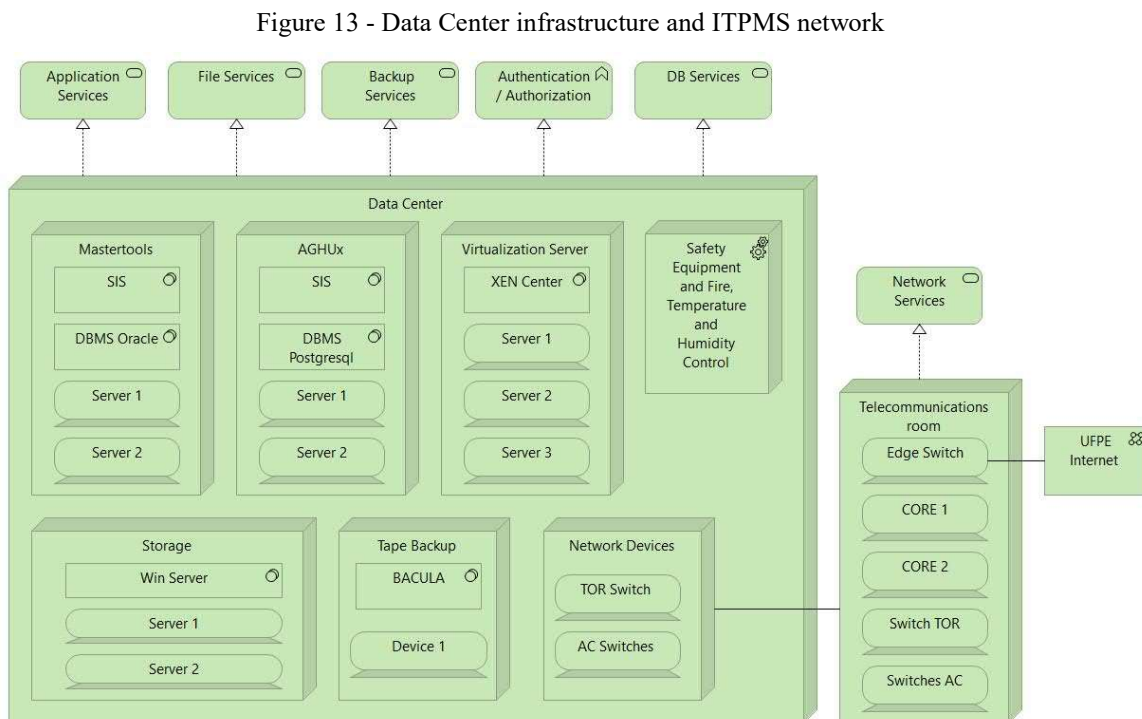 Figure 13 - Data Center infrastructure and ITPMS network
Application
Services
File Services
Backup
Services
Authentication
/ Authorization
DB Services
Data Center
Mastertools
SIS
DBMS Oracle
Server 1
Server 2
AGHUx
SIS
DBMS
Postgresql
Server 1
Server 2
Virtualization Server
XEN Center
Server 1
Server 2
Server 3
Safety
Equipment
and Fire,
Temperature
and
Humidity
Control
Storage
Win Server
Server 1
Server 2
Tape Backup
BACULA
Device 1
Network Devices
TOR Switch
AC Switches
Network
Services
Telecommunications
room
Edge Switch
CORE 1
CORE 2
Switch TOR
Switches AC
UFPE
Internet